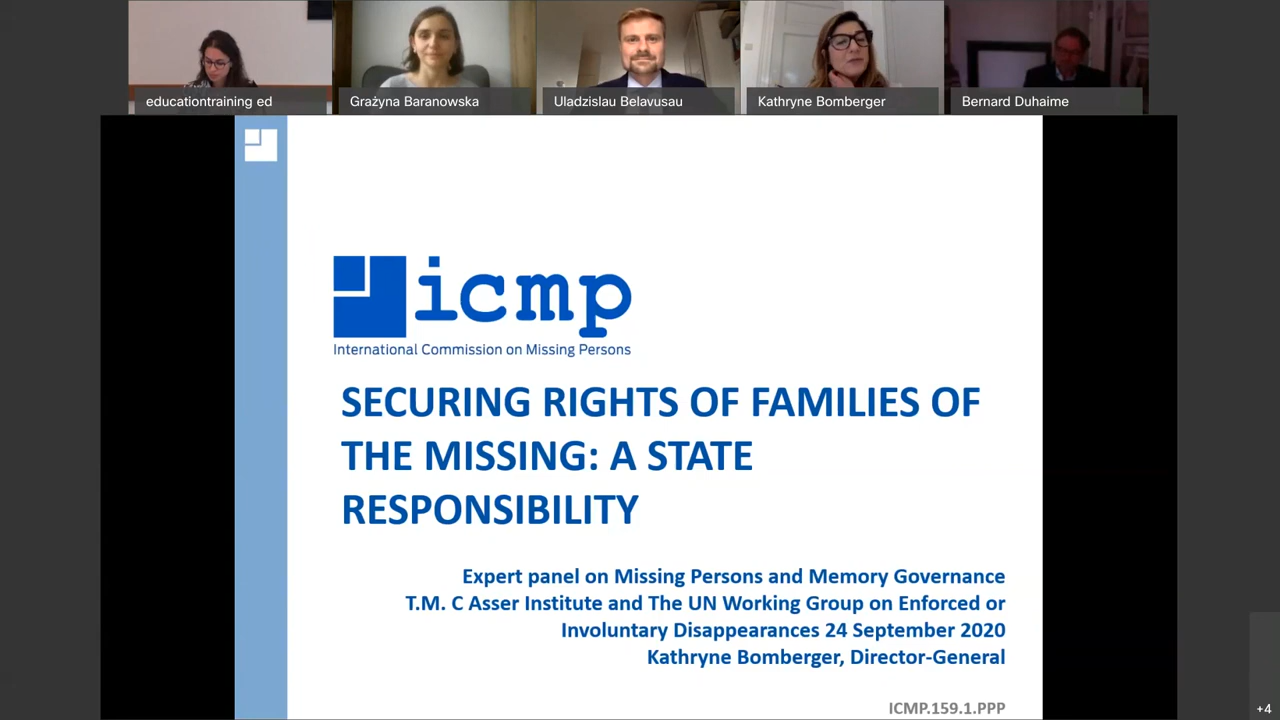 educationtraining ed
Grażyna Baranowska
Uladzislau Belavusau
Kathryne Bomberger
Bernard Duhaime
icmp
International Commission on Missing Persons
SECURING RIGHTS OF FAMILIES OF
THE MISSING: A STATE
RESPONSIBILITY
Expert panel on Missing Persons and Memory Governance
T.M. C Asser Institute and The UN Working Group on Enforced or
Involuntary Disappearances 24 September 2020
Kathryne Bomberger, Director-General
ICMP.159.1.PPP
+4